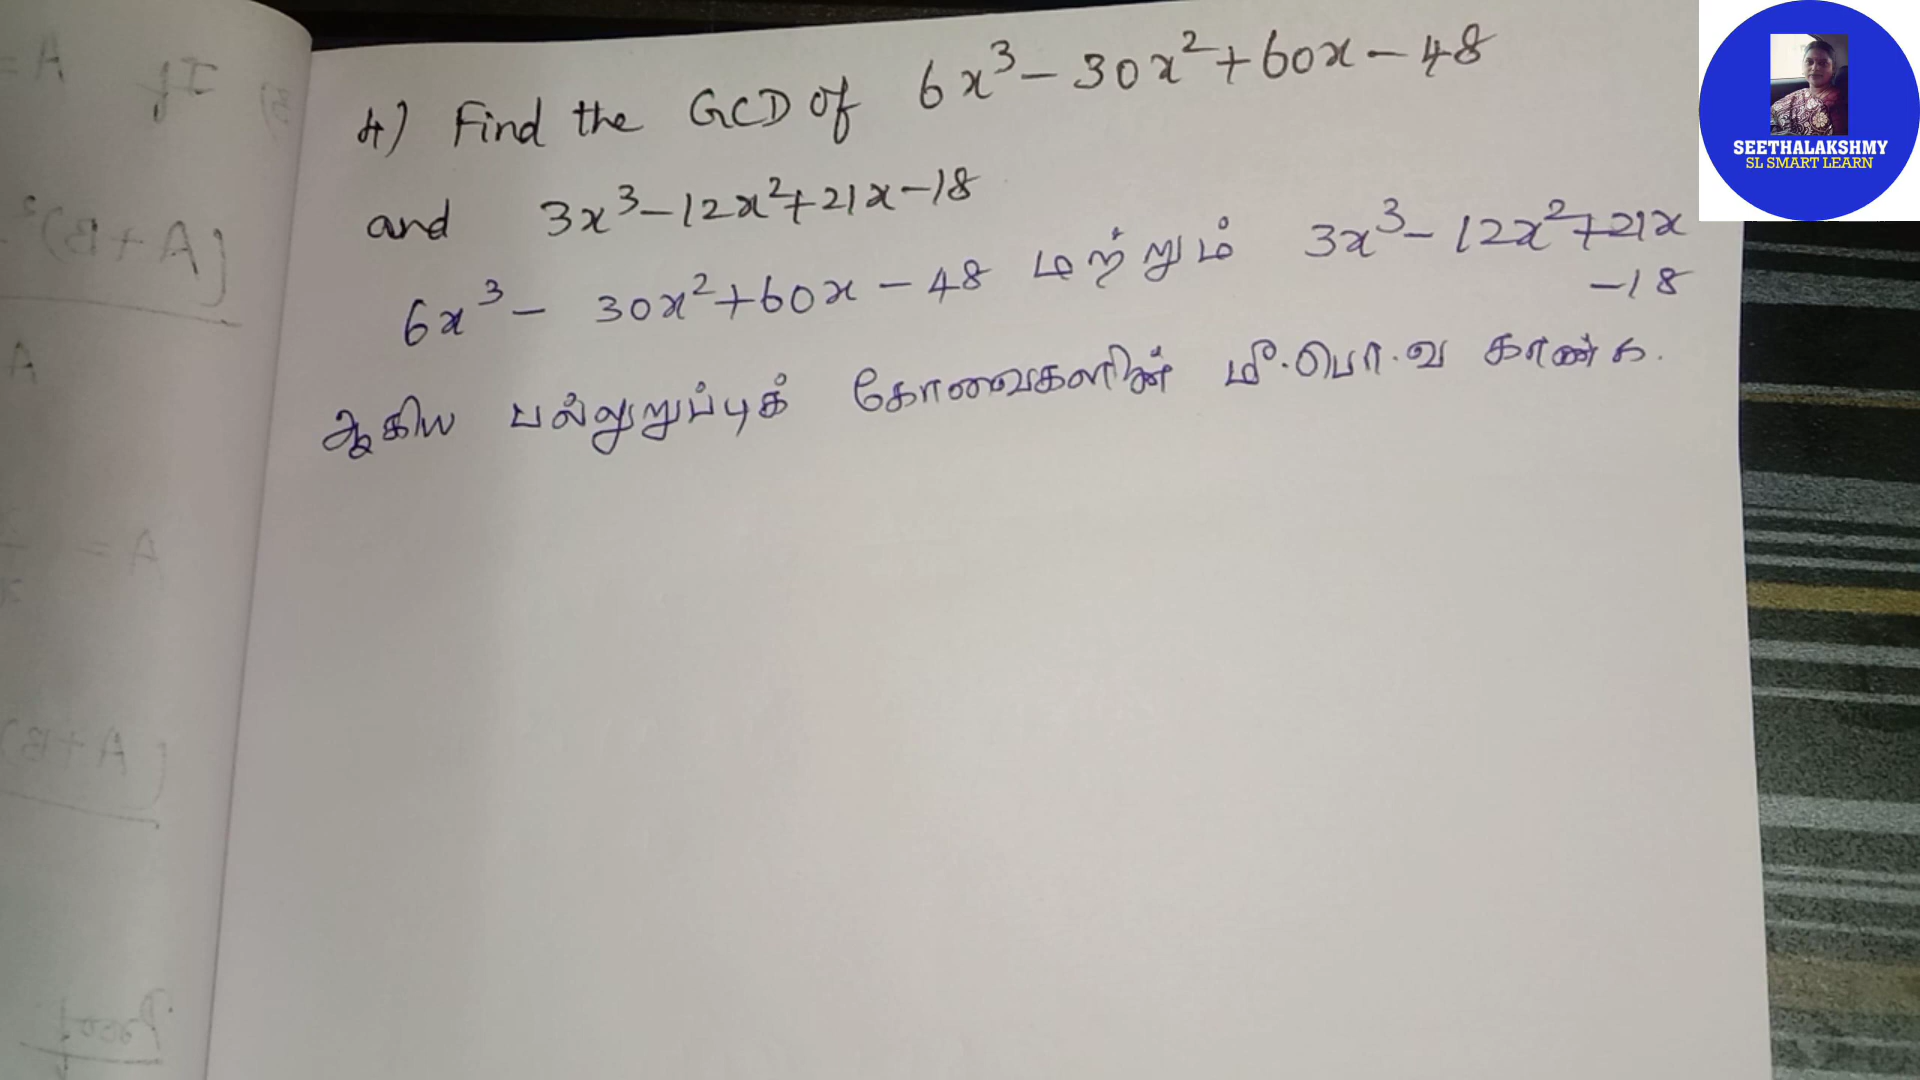 4) Find the GCD of 6x³ - 30x² + 60x - 48
and 3x³ - 12x² + 21x - 18
6x³ - 30x² + 60x - 48 மற்றும் 3x³ - 12x² + 21x
- 18
ஆகிய பல்லுறுப்புக் கோவைகளின் மீ.பொ.வ காண்க.
SEETHALAKSHMY
SL SMART LEARN